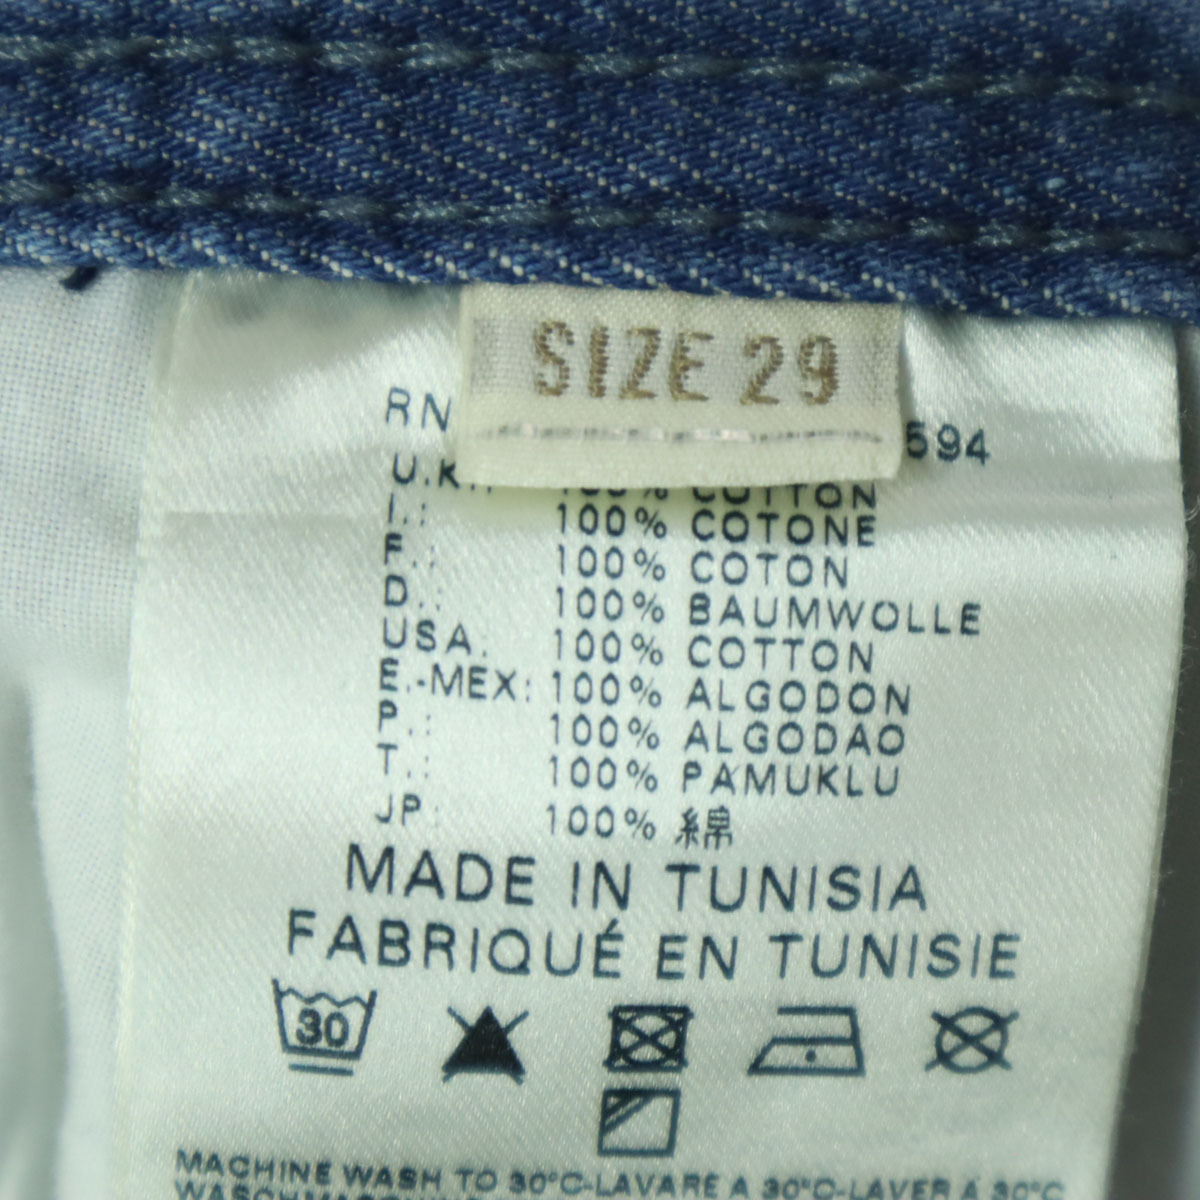 SIZE 29
RN 594
U.K.: 100% COTTON
I.: 100% COTONE
F.: 100% COTON
D.: 100% BAUMWOLLE
USA: 100% COTTON
E.-MEX: 100% ALGODON
P.: 100% ALGODAO
T.: 100% PAMUKLU
JP: 100% 綿
MADE IN TUNISIA
FABRIQUÉ EN TUNISIE
30
MACHINE WASH TO 30°C-LAVARE A 30°C-LAVER A 30°C